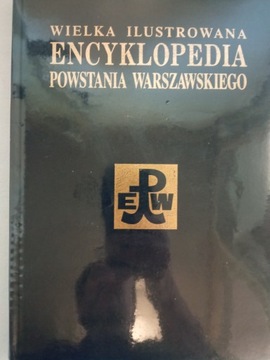 WIELKA ILUSTROWANA
ENCYKLOPEDIA
POWSTANIA WARSZAWSKIEGO
EPW